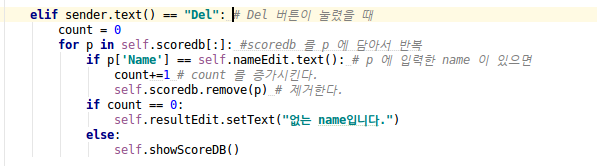 elif sender.text() == "Del": # Del 버튼이 눌렸을 때
count = 0
for p in self.scoredb[:]: #scoredb 를 p 에 담아서 반복
if p['Name'] == self.nameEdit.text(): # p 에 입력한 name 이 있으면
count+=1 # count 를 증가시킨다.
self.scoredb.remove(p) # 제거한다.
if count == 0:
self.resultEdit.setText("없는 name입니다.")
else:
self.showScoreDB()